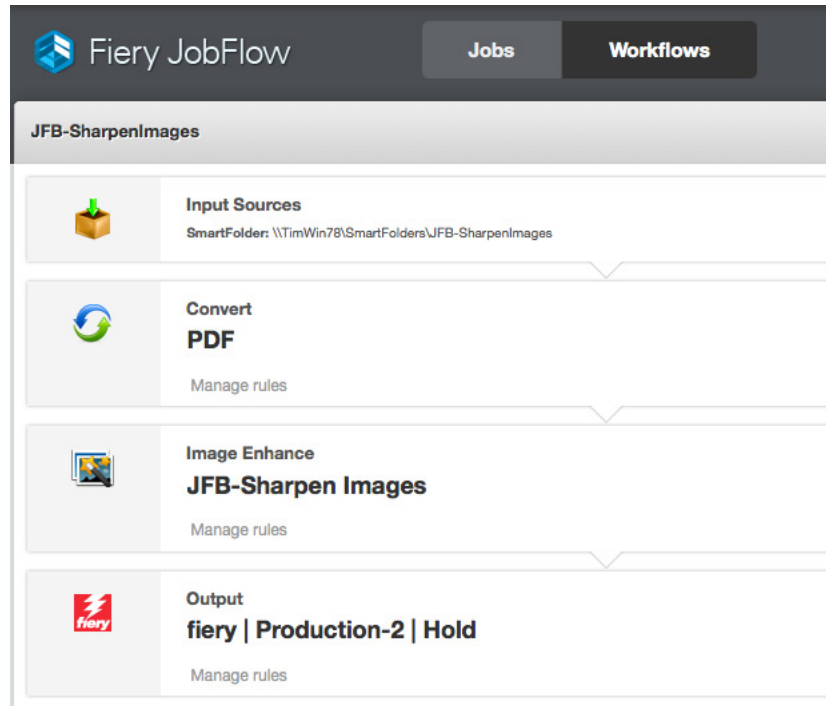 Fiery JobFlow
Jobs
Workflows
JFB-SharpenImages
Input Sources
SmartFolder: \\TimWin78\SmartFolders\JFB-SharpenImages
Convert
PDF
Manage rules
Image Enhance
JFB-Sharpen Images
Manage rules
fiery
Output
fiery | Production-2 | Hold
Manage rules